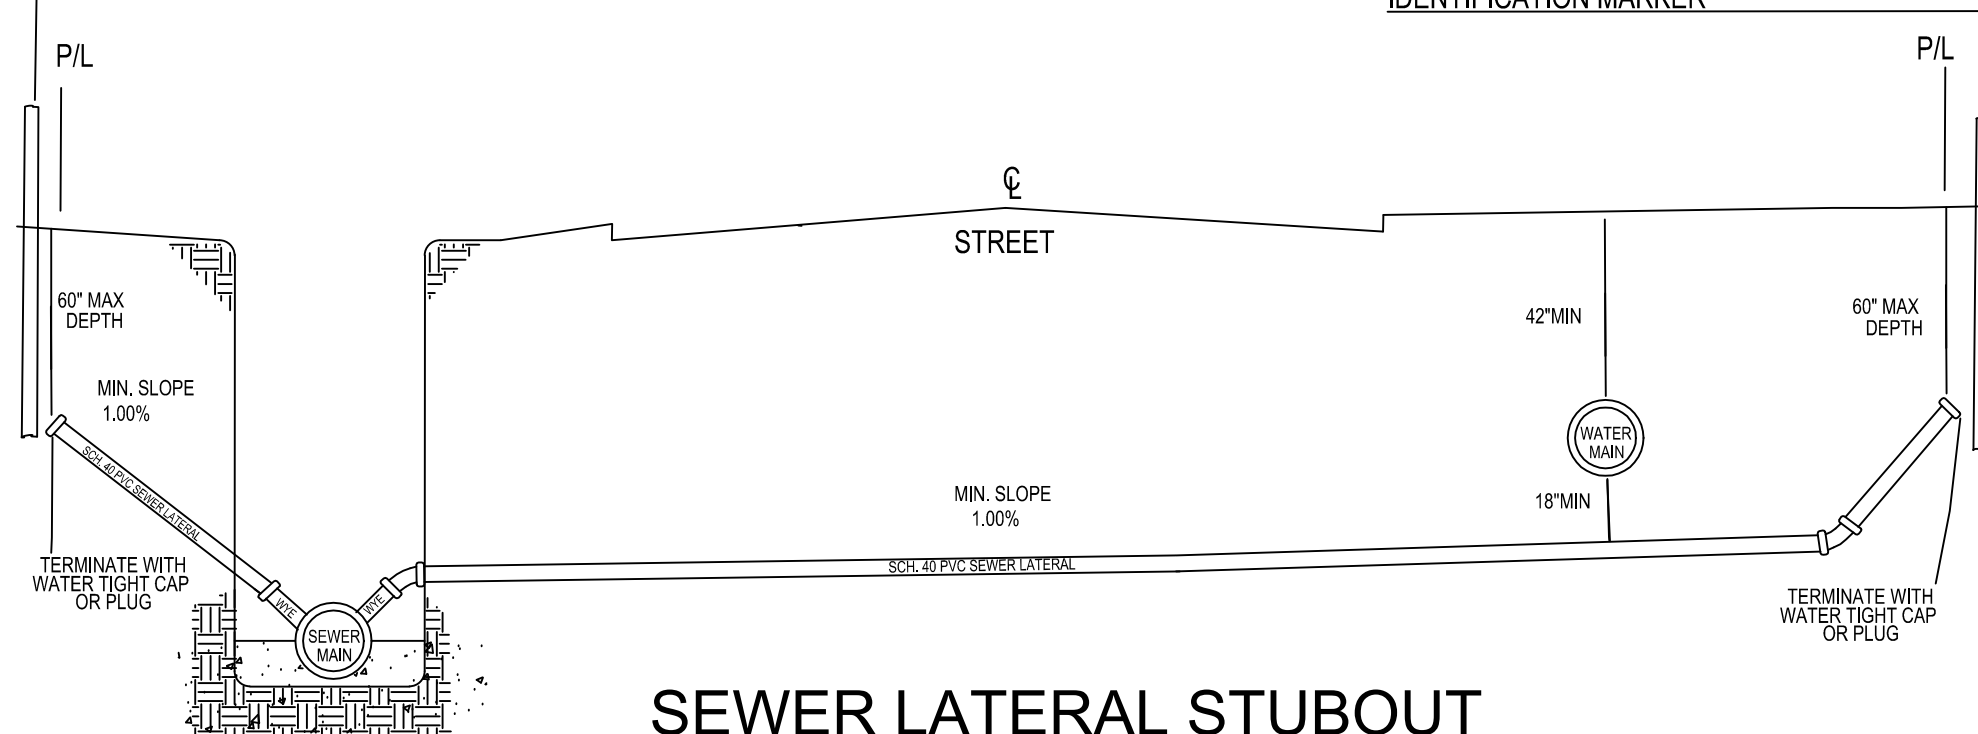 IDENTIFICATION MARKER
P/L
P/L
℄
STREET
60" MAX
DEPTH
42"MIN
60" MAX
DEPTH
MIN. SLOPE
1.00%
WATER
MAIN
SCH. 40 PVC SEWER LATERAL
MIN. SLOPE
1.00%
18"MIN
SCH. 40 PVC SEWER LATERAL
TERMINATE WITH
WATER TIGHT CAP
OR PLUG
WYE
WYE
SEWER
MAIN
TERMINATE WITH
WATER TIGHT CAP
OR PLUG
SEWER LATERAL STUBOUT